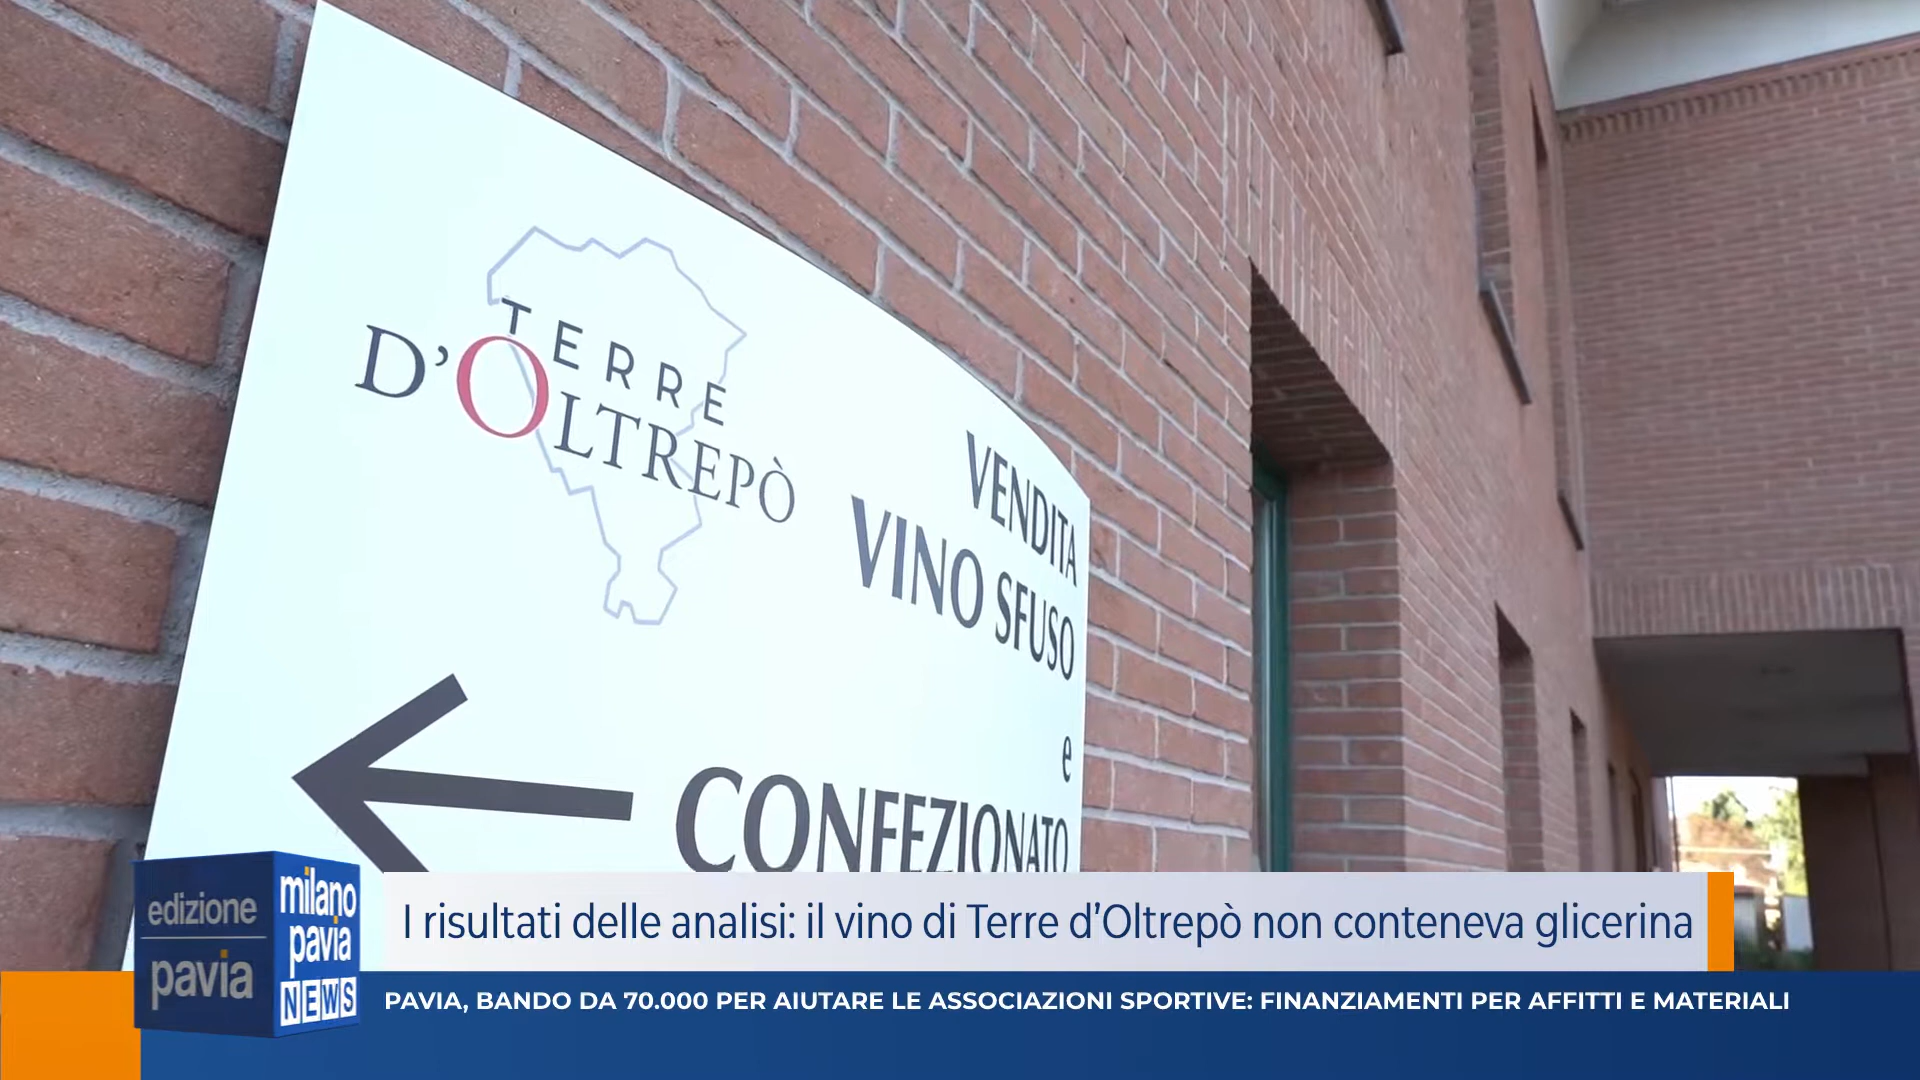 TERRE
D'OLTREPÒ
VENDITA
VINO SFUSO
e
CONFEZIONATO
edizione
pavia
milano
pavia
NEWS
I risultati delle analisi: il vino di Terre d'Oltrepò non conteneva glicerina
PAVIA, BANDO DA 70.000 PER AIUTARE LE ASSOCIAZIONI SPORTIVE: FINANZIAMENTI PER AFFITTI E MATERIALI